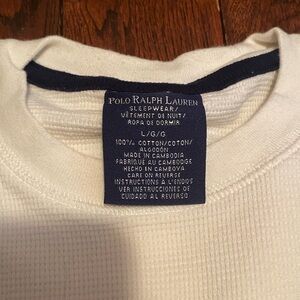 POLO RALPH LAUREN
SLEEPWEAR/
VÊTEMENT DE NUIT/
ROPA DE DORMIR
L/G/G
100% COTTON/COTON/
ALGODÓN
MADE IN CAMBODIA
FABRIQUÉ AU CAMBODGE
HECHO EN CAMBOYA
CARE ON REVERSE
INSTRUCTIONS À L'ENDOS
VER INSTRUCCIONES DE
CUIDADO AL REVERSO